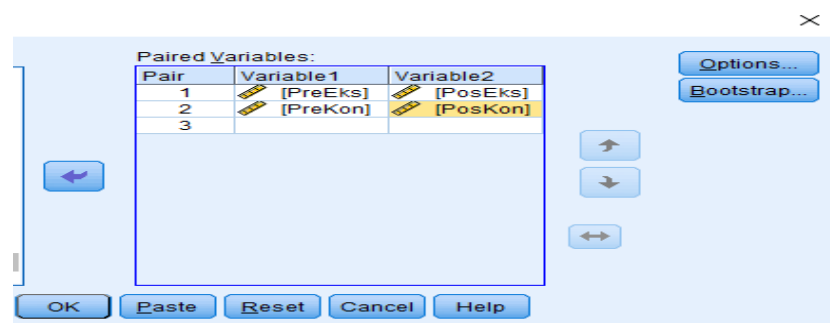 Paired Variables:
Options...
Pair Variable1 Variable2
1 [PreEks] [PosEks]
Bootstrap...
2 [PreKon] [PosKon]
3
OK Paste Reset Cancel Help